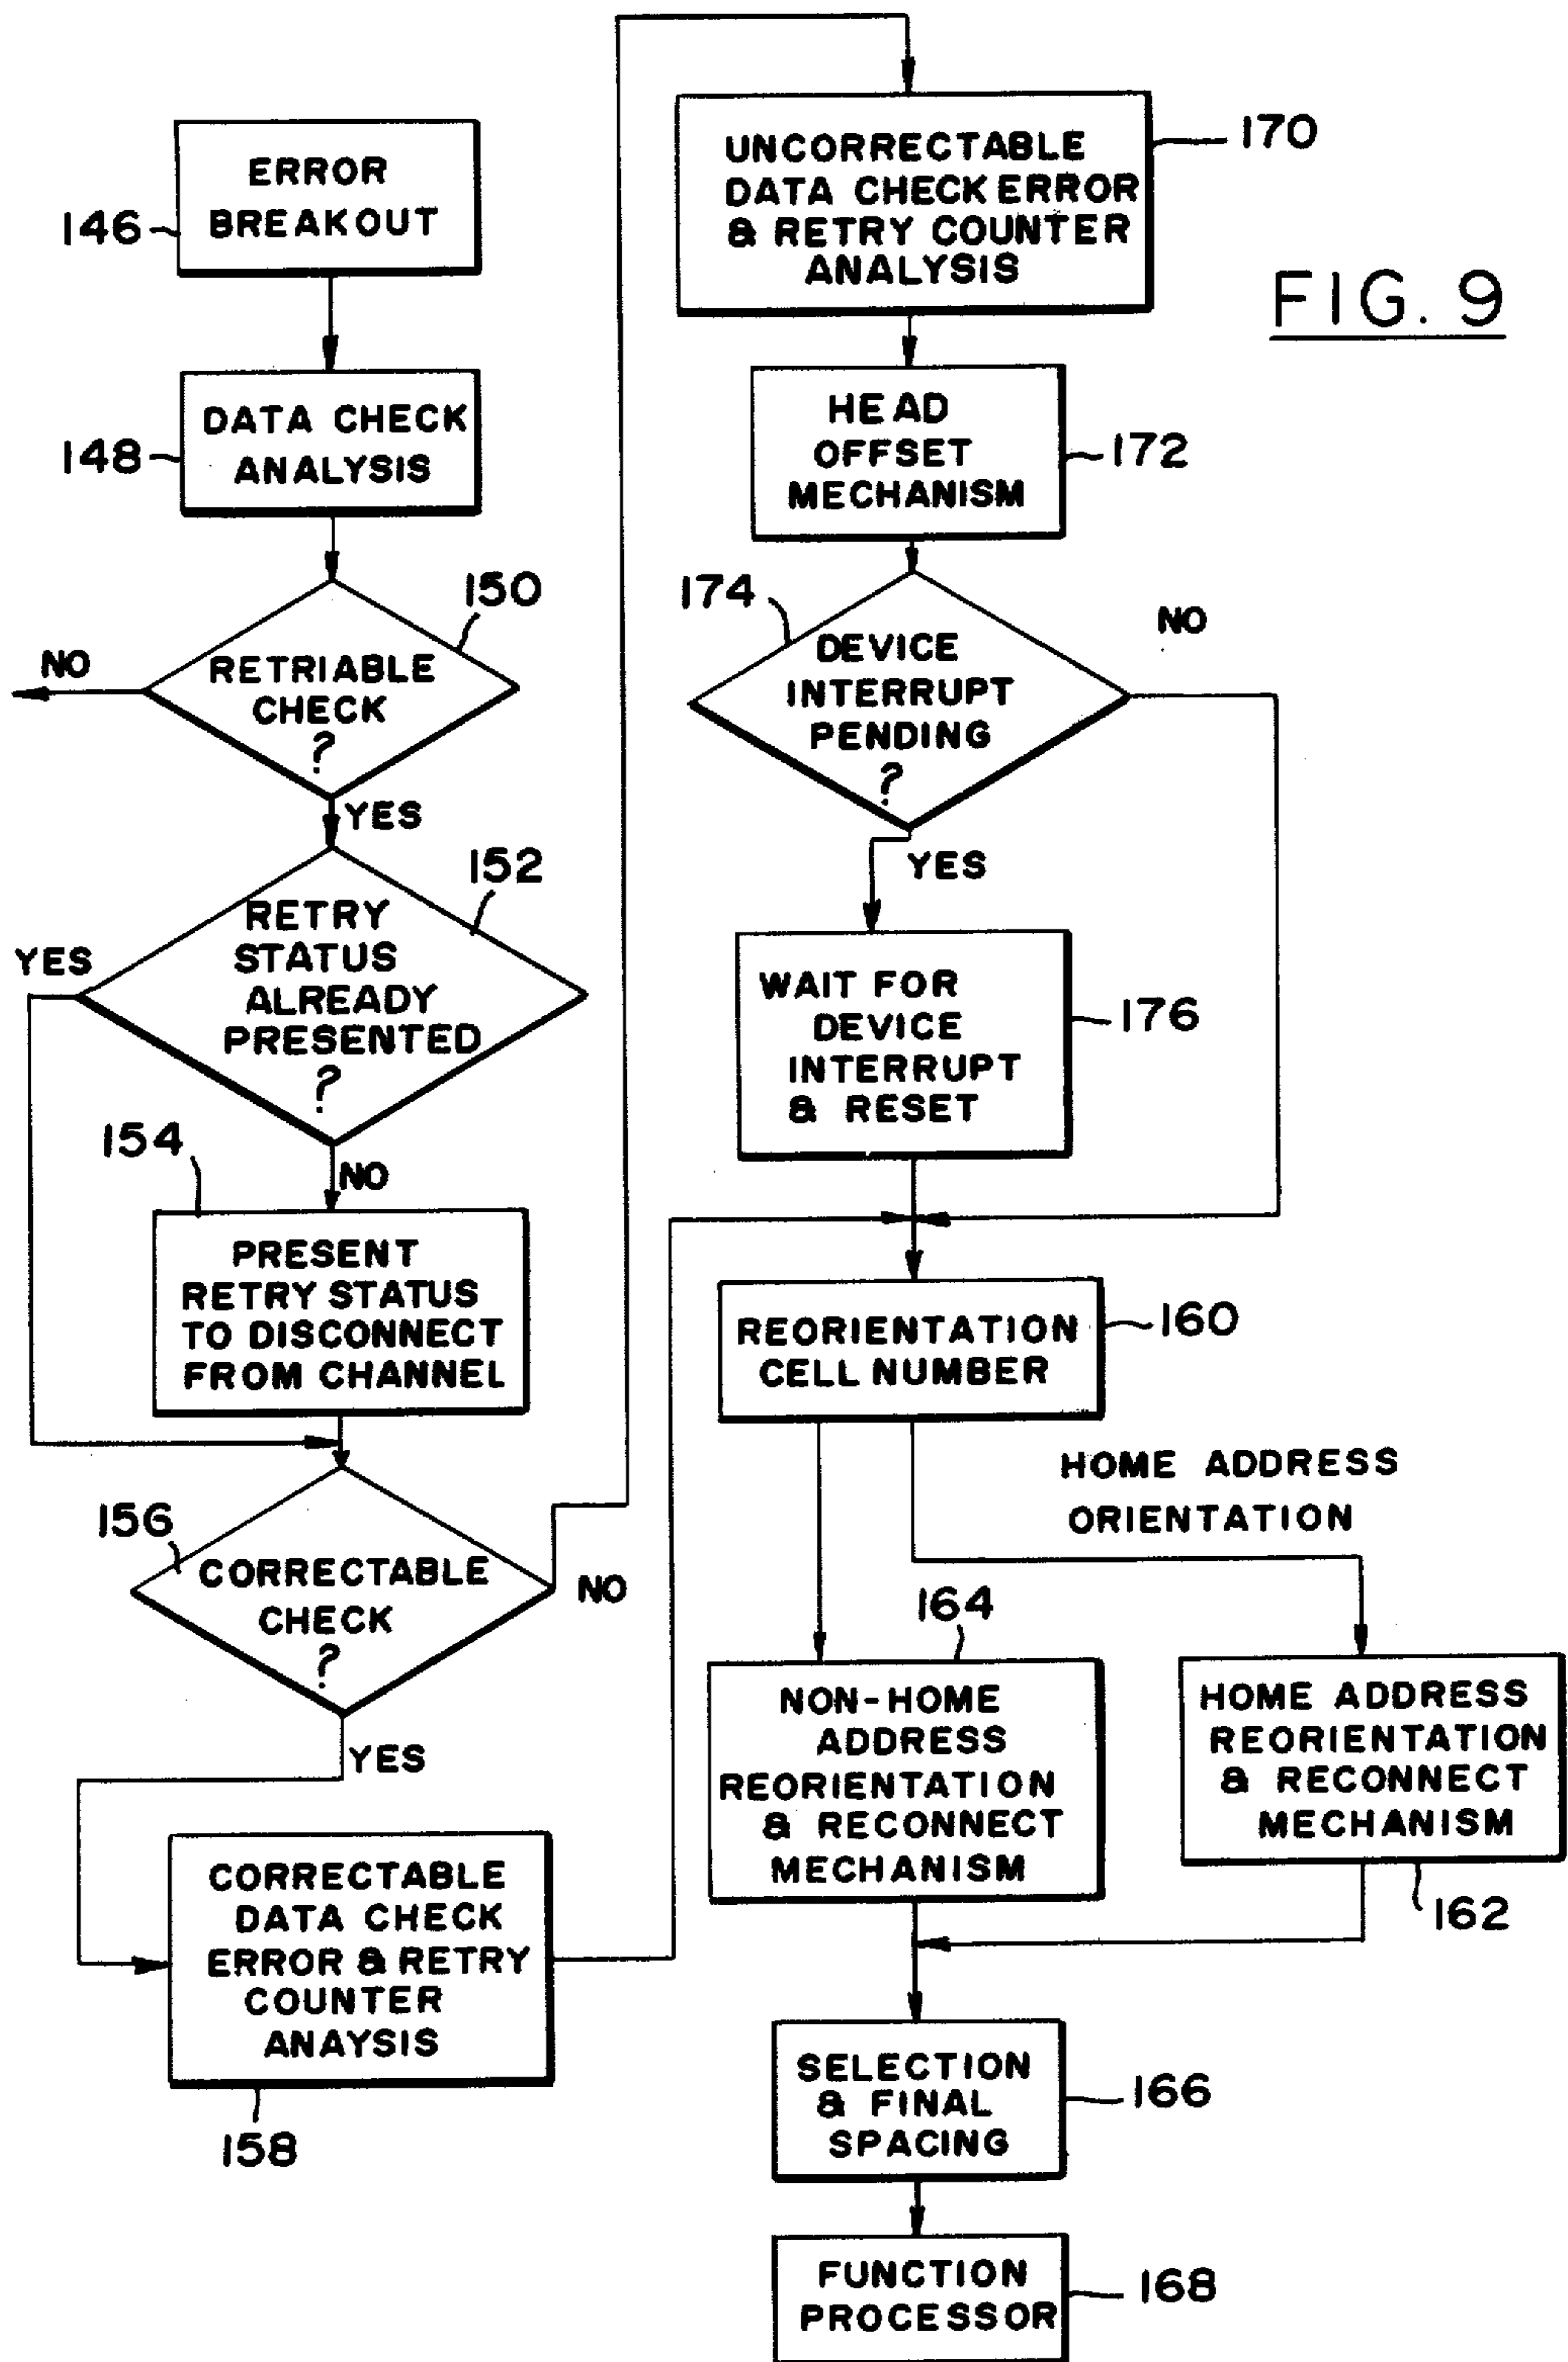 ERROR
BREAKOUT
146
DATA CHECK
ANALYSIS
148
150
NO
RETRIABLE
CHECK
?
YES
152
YES
RETRY
STATUS
ALREADY
PRESENTED
?
154
NO
PRESENT
RETRY STATUS
TO DISCONNECT
FROM CHANNEL
156
CORRECTABLE
CHECK
?
NO
YES
CORRECTABLE
DATA CHECK
ERROR & RETRY
COUNTER
ANAYSIS
158
UNCORRECTABLE
DATA CHECK ERROR
& RETRY COUNTER
ANALYSIS
170
FIG. 9
HEAD
OFFSET
MECHANISM
172
174
NO
DEVICE
INTERRUPT
PENDING
?
YES
WAIT FOR
DEVICE
INTERRUPT
& RESET
176
REORIENTATION
CELL NUMBER
160
HOME ADDRESS
ORIENTATION
164
NON-HOME
ADDRESS
REORIENTATION
& RECONNECT
MECHANISM
HOME ADDRESS
REORIENTATION
& RECONNECT
MECHANISM
162
SELECTION
& FINAL
SPACING
166
FUNCTION
PROCESSOR
168